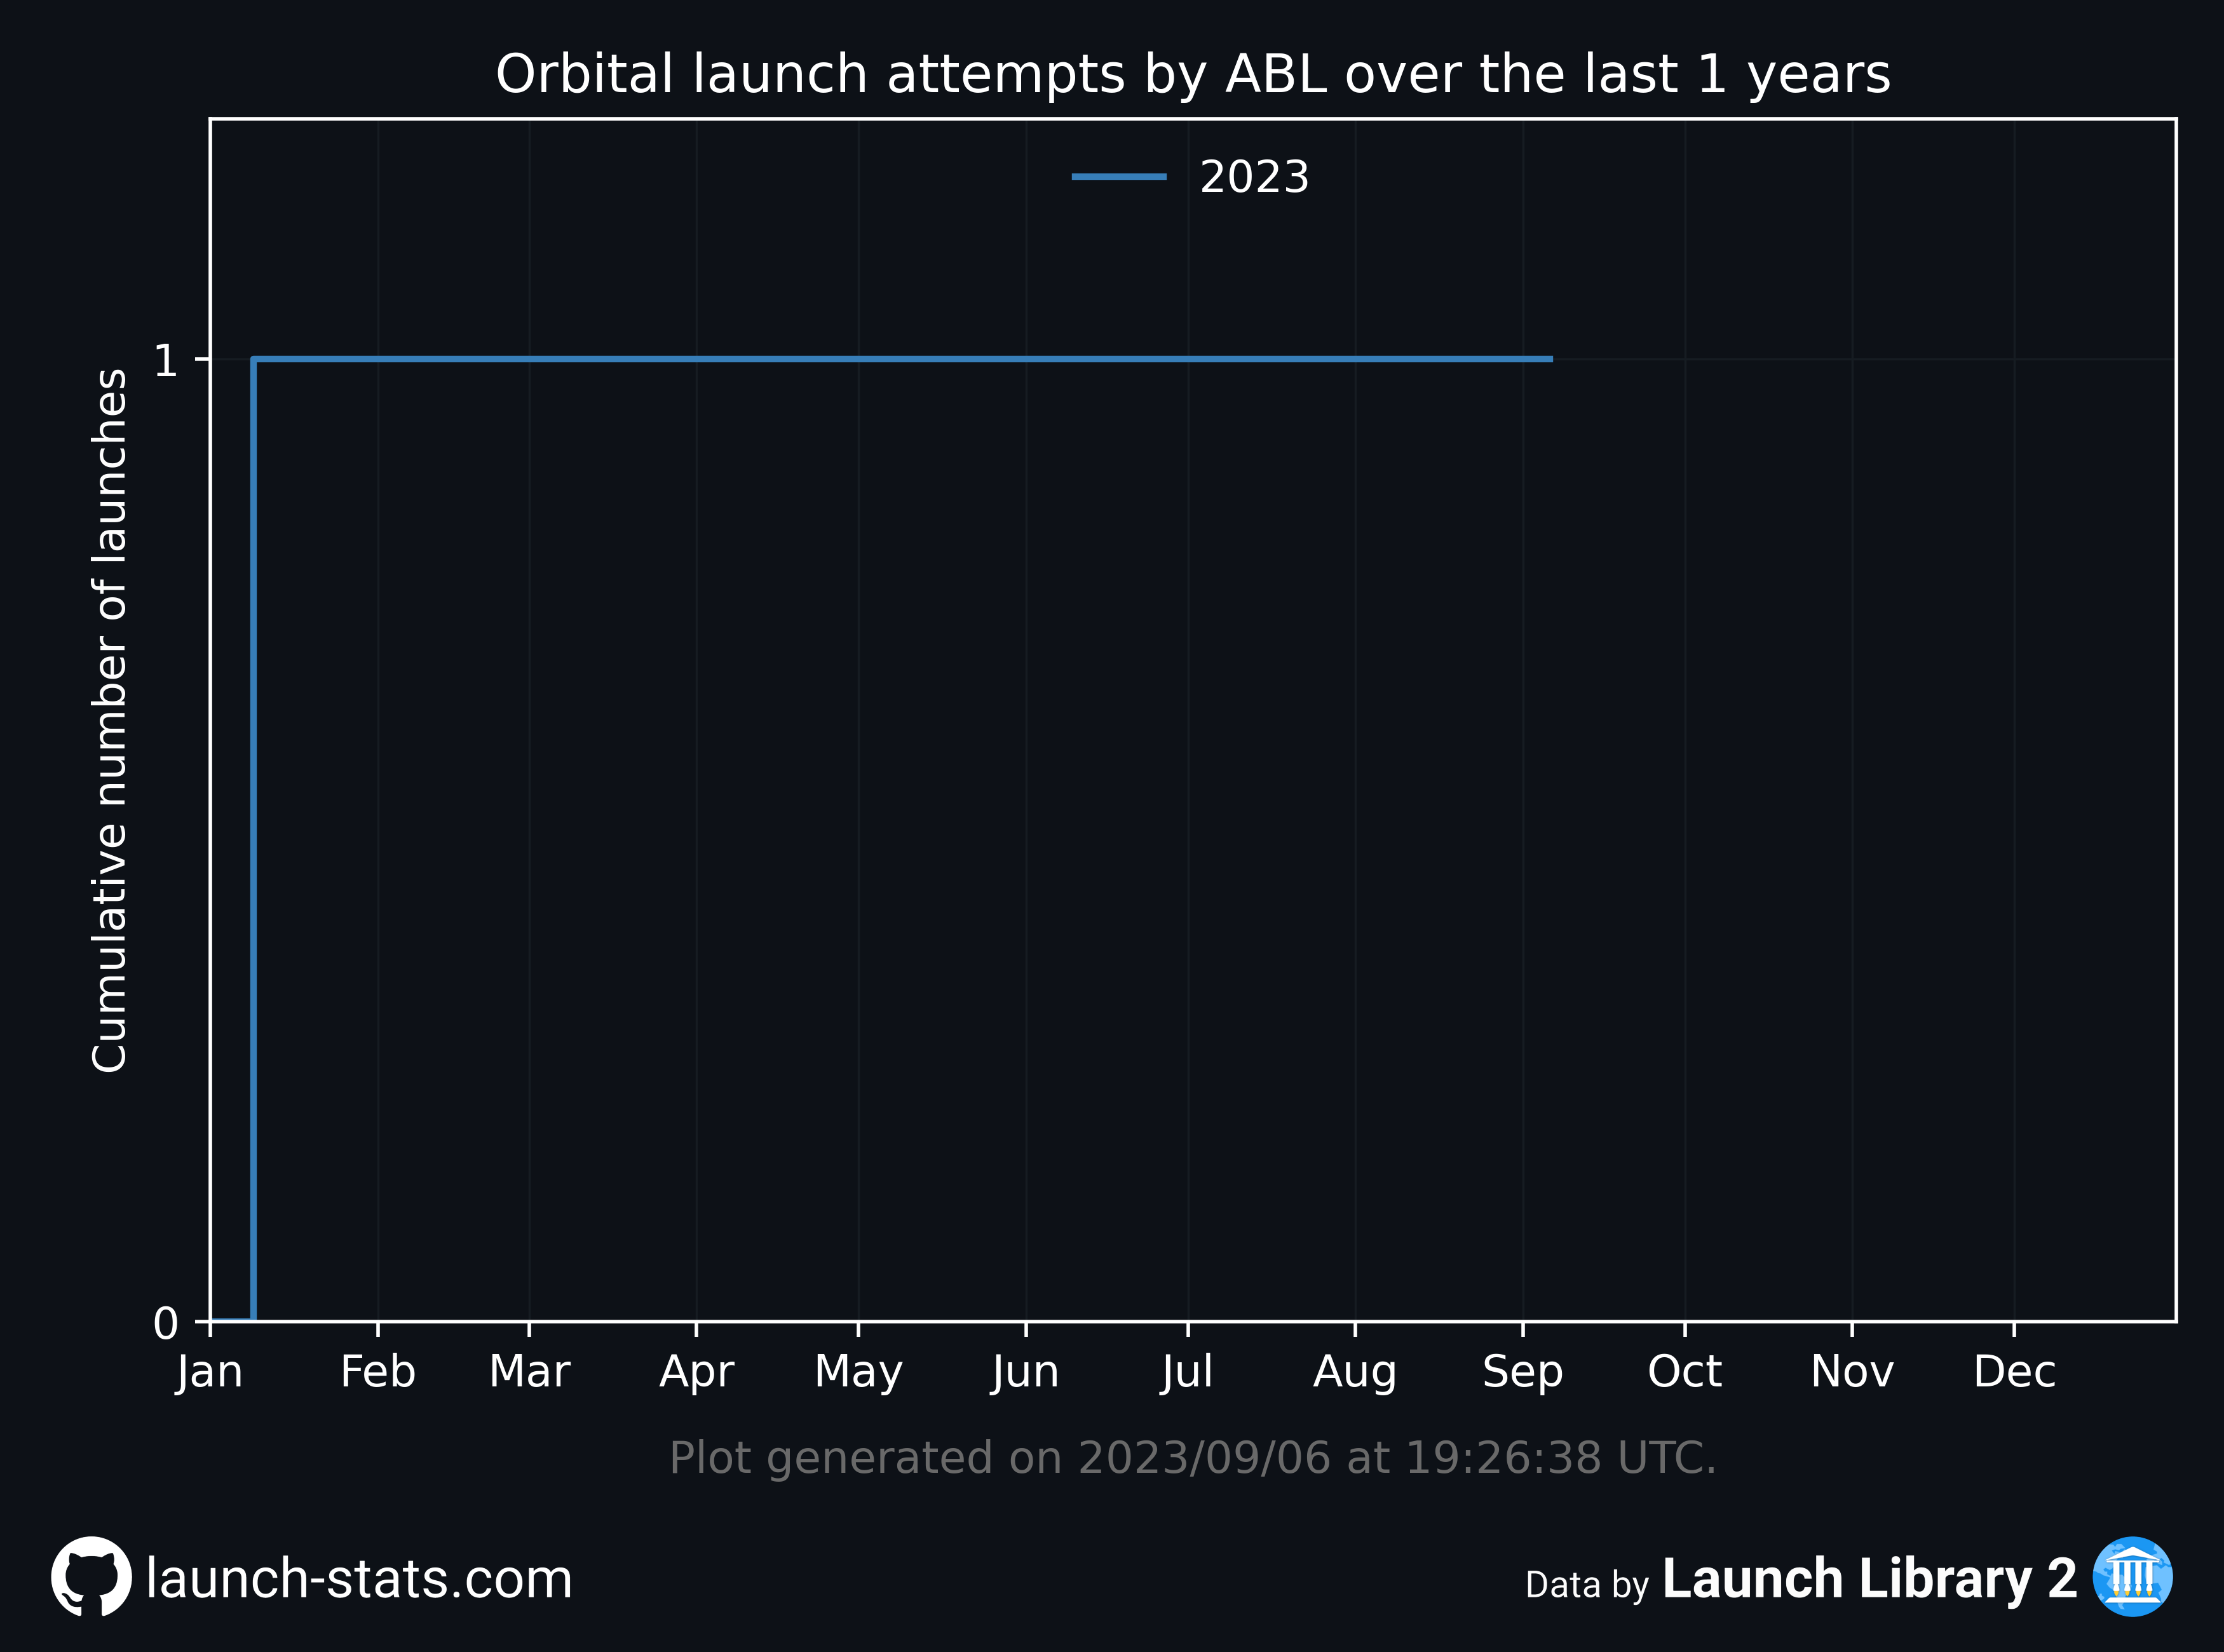 Orbital launch attempts by ABL over the last 1 years
2023
Cumulative number of launches
1
0
Jan Feb Mar Apr May Jun Jul Aug Sep Oct Nov Dec
Plot generated on 2023/09/06 at 19:26:38 UTC.
launch-stats.com
Data by Launch Library 2